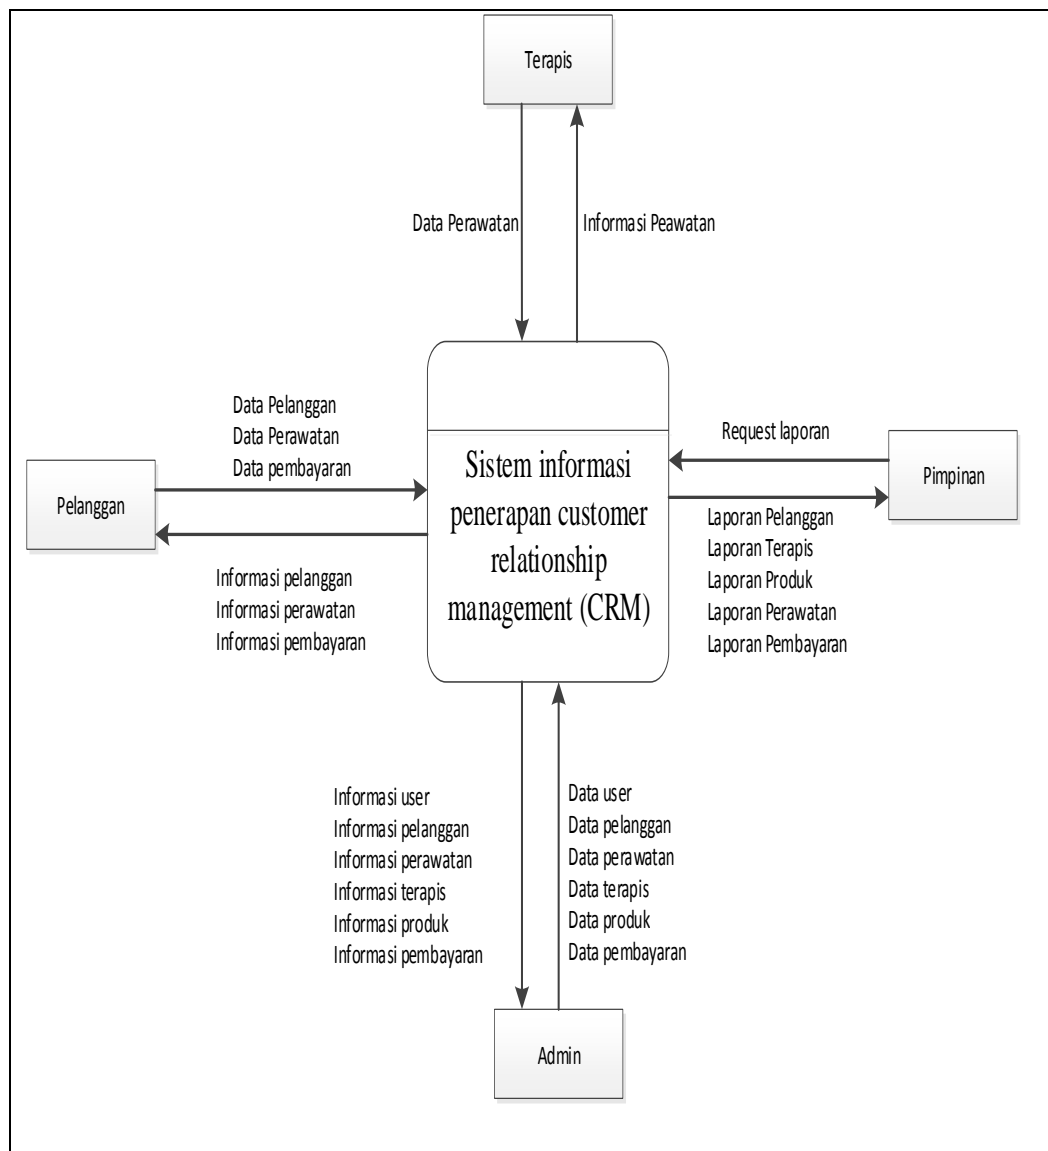 Terapis
Data Perawatan
Informasi Peawatan
Data Pelanggan
Data Perawatan
Data pembayaran
Pelanggan
Informasi pelanggan
Informasi perawatan
Informasi pembayaran
Sistem informasi
penerapan customer
relationship
management (CRM)
Request laporan
Pimpinan
Laporan Pelanggan
Laporan Terapis
Laporan Produk
Laporan Perawatan
Laporan Pembayaran
Informasi user
Informasi pelanggan
Informasi perawatan
Informasi terapis
Informasi produk
Informasi pembayaran
Data user
Data pelanggan
Data perawatan
Data terapis
Data produk
Data pembayaran
Admin